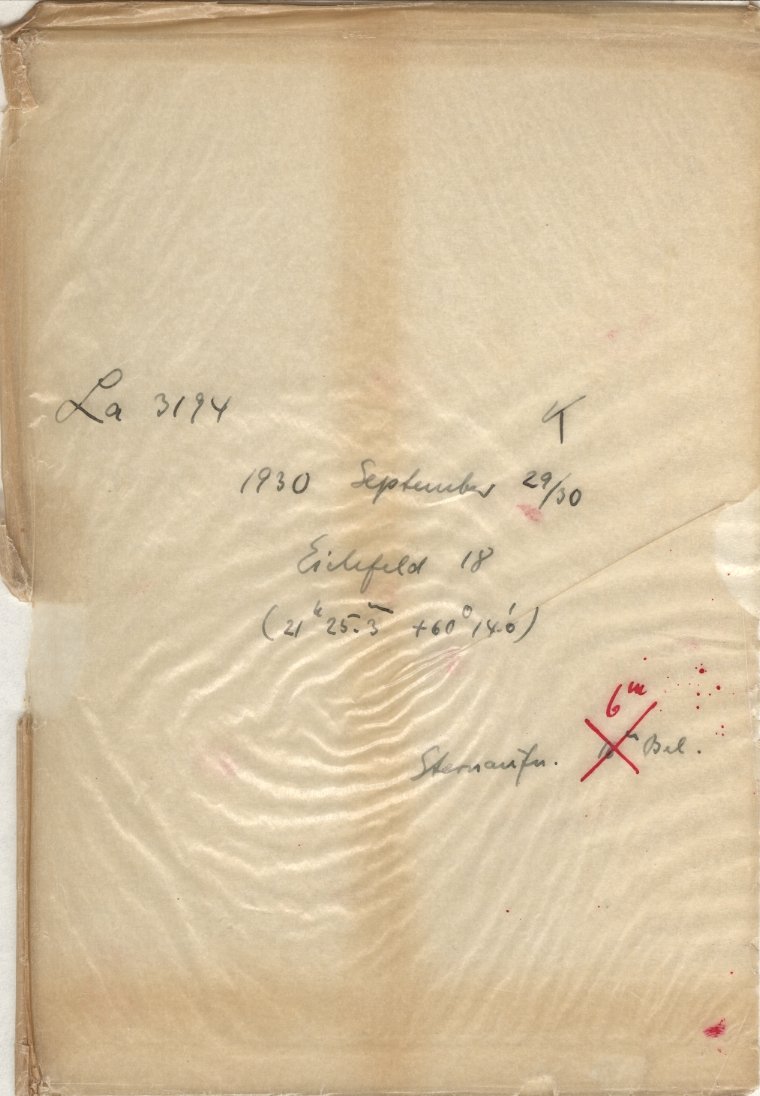 La 3194 K
1930 September 29/30
Eichfeld 18
(21ʰ 25.3ᵐ +60° 14.'0)
6ᵐ
Sternaufn. Bel.